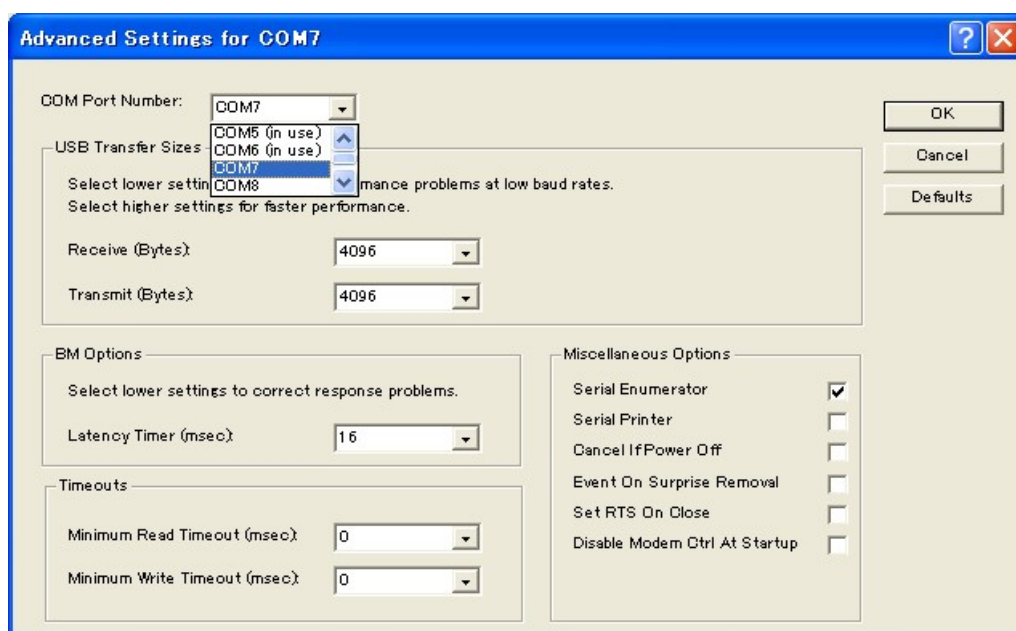 Advanced Settings for COM7
COM Port Number:
COM7
COM5 (in use)
COM6 (in use)
COM7
COM8
OK
Cancel
Defaults
USB Transfer Sizes
Select lower settin mance problems at low baud rates.
Select higher settings for faster performance.
Receive (Bytes):
4096
Transmit (Bytes):
4096
BM Options
Select lower settings to correct response problems.
Latency Timer (msec):
16
Timeouts
Minimum Read Timeout (msec):
0
Minimum Write Timeout (msec):
0
Miscellaneous Options
Serial Enumerator
Serial Printer
Cancel If Power Off
Event On Surprise Removal
Set RTS On Close
Disable Modem Ctrl At Startup